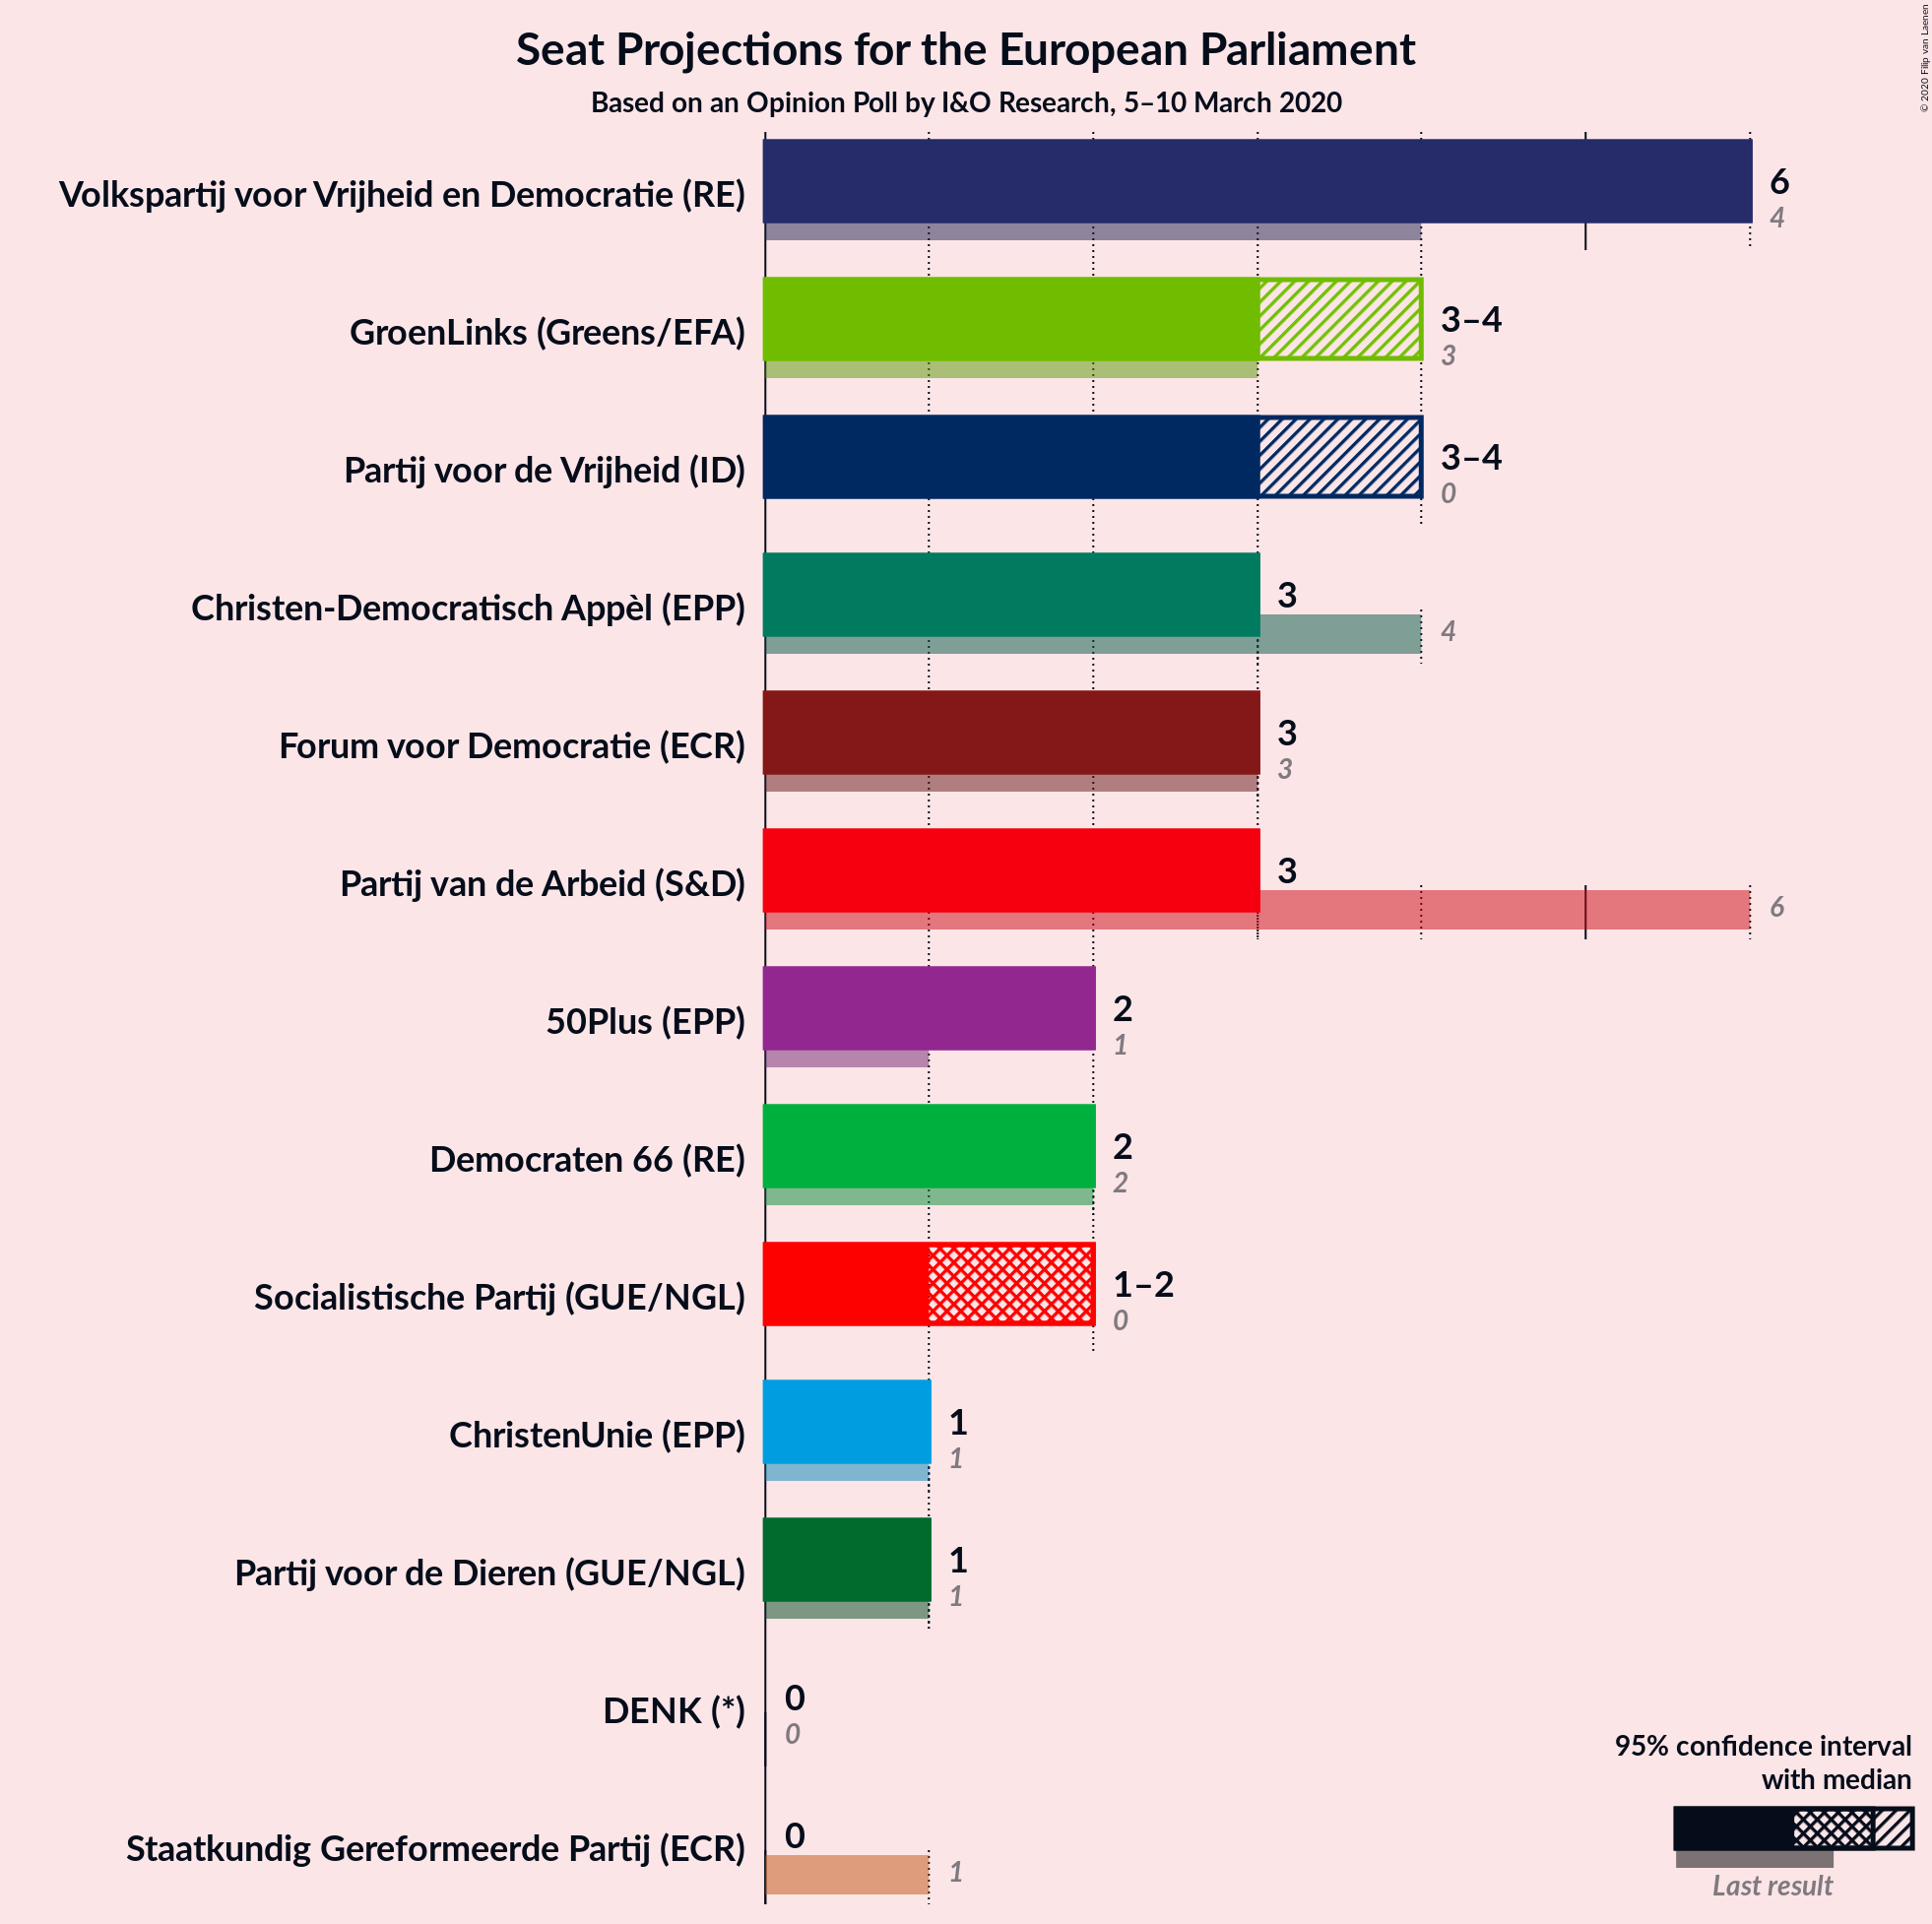 Seat Projections for the European Parliament
Based on an Opinion Poll by I&O Research, 5–10 March 2020
© 2020 Filip van Laenen
Volkspartij voor Vrijheid en Democratie (RE)
6
4
GroenLinks (Greens/EFA)
3–4
3
Partij voor de Vrijheid (ID)
3–4
0
Christen-Democratisch Appèl (EPP)
3
4
Forum voor Democratie (ECR)
3
3
Partij van de Arbeid (S&D)
3
6
50Plus (EPP)
2
1
Democraten 66 (RE)
2
2
Socialistische Partij (GUE/NGL)
1–2
0
ChristenUnie (EPP)
1
1
Partij voor de Dieren (GUE/NGL)
1
1
DENK (*)
0
0
Staatkundig Gereformeerde Partij (ECR)
0
1
95% confidence interval
with median
Last result